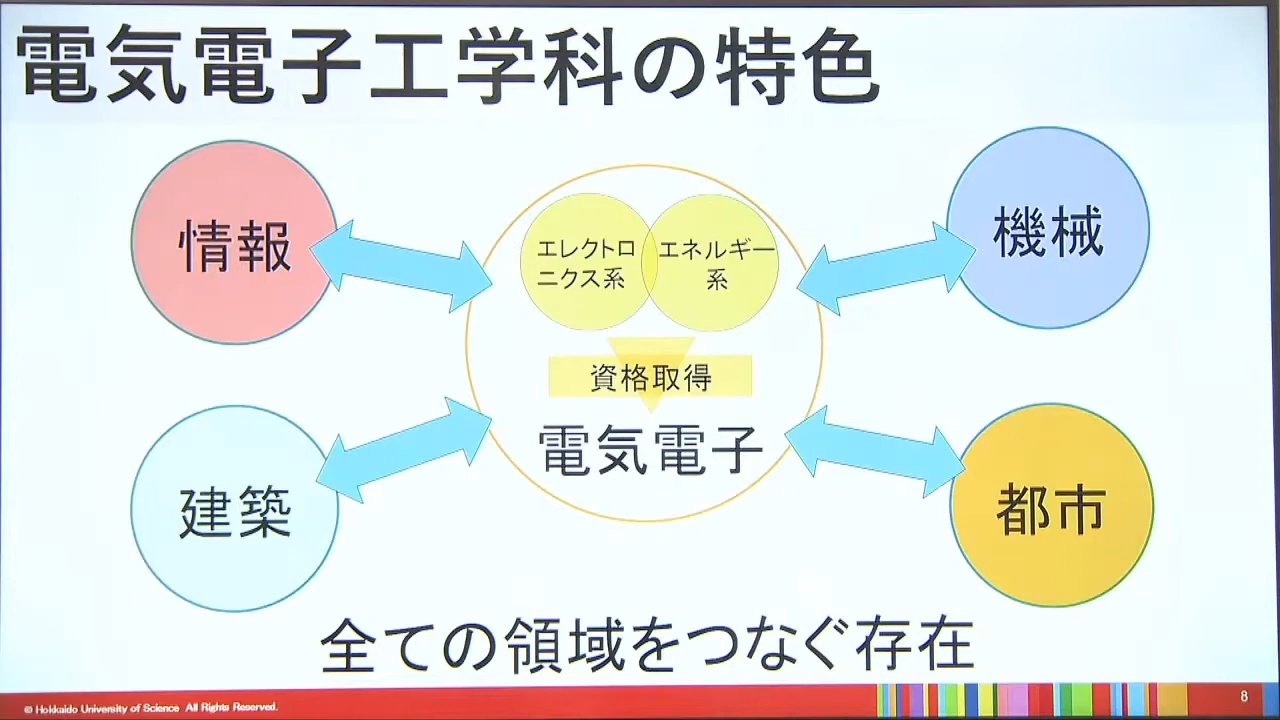 電気電子工学科の特色
情報
機械
エレクトロ
ニクス系
エネルギー
系
資格取得
電気電子
建築
都市
全ての領域をつなぐ存在
© Hokkaido University of Science All Rights Reserved.
8